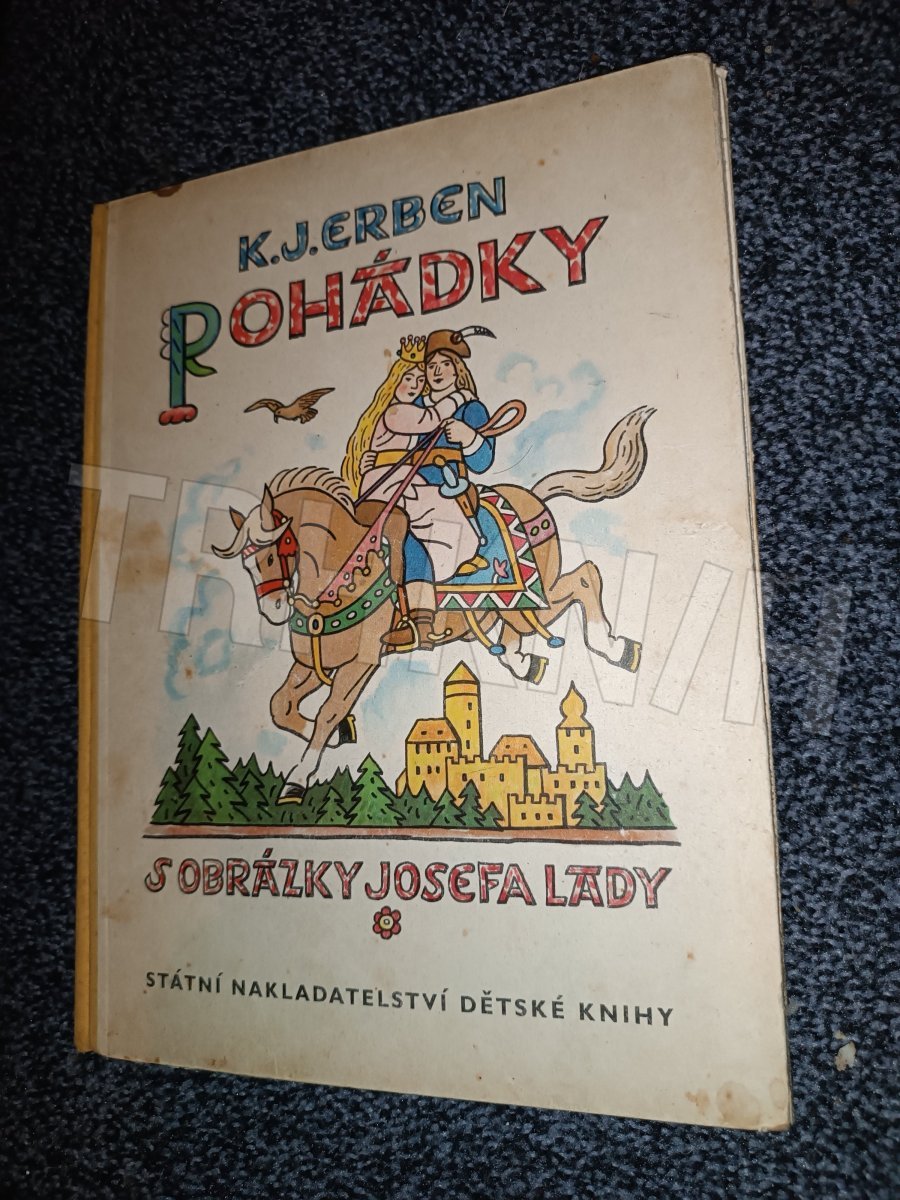 K.J.ERBEN
POHÁDKY
S OBRÁZKY JOSEFA LADY
STÁTNÍ NAKLADATELSTVÍ DĚTSKÉ KNIHY